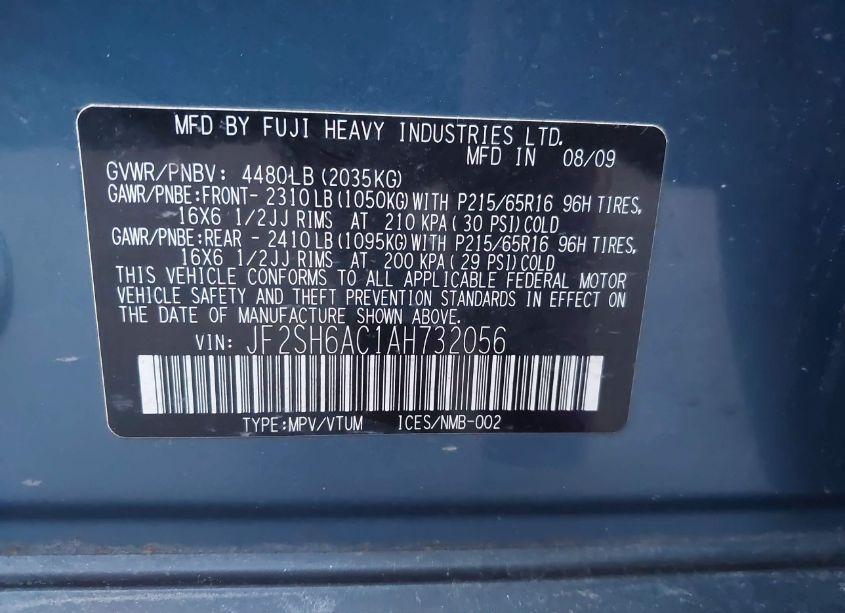 MFD BY FUJI HEAVY INDUSTRIES LTD.
MFD IN 08/09
GVWR/PNBV: 4480LB (2035KG)
GAWR/PNBE:FRONT- 2310LB (1050KG) WITH P215/65R16 96H TIRES,
16X6 1/2JJ RIMS AT 210 KPA ( 30 PSI) COLD
GAWR/PNBE:REAR - 2410LB (1095KG) WITH P215/65R16 96H TIRES,
16X6 1/2JJ RIMS AT 200 KPA ( 29 PSI) COLD
THIS VEHICLE CONFORMS TO ALL APPLICABLE FEDERAL MOTOR
VEHICLE SAFETY AND THEFT PREVENTION STANDARDS IN EFFECT ON
THE DATE OF MANUFACTURE SHOWN ABOVE.
VIN: JF2SH6AC1AH732056
TYPE:MPV/VTUM ICES/NMB-002